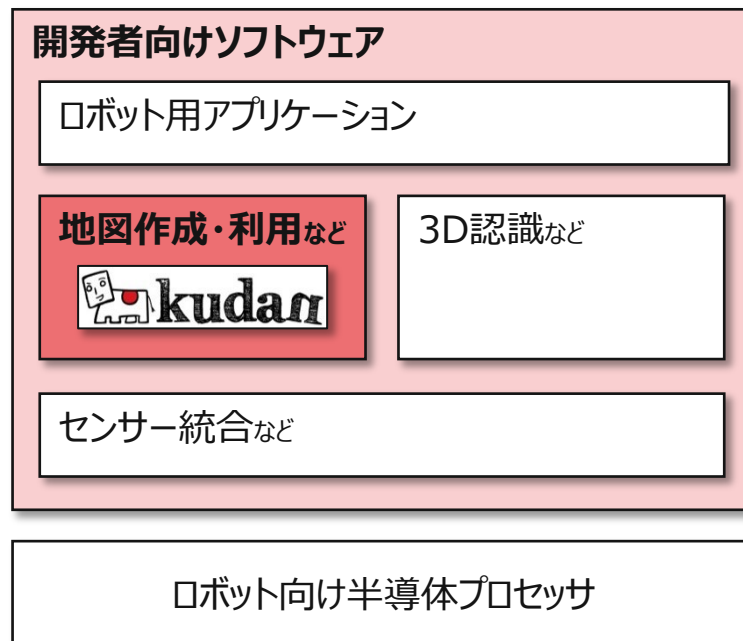 開発者向けソフトウェア
ロボット用アプリケーション
地図作成・利用など
kudan
3D認識など
センサー統合など
ロボット向け半導体プロセッサ